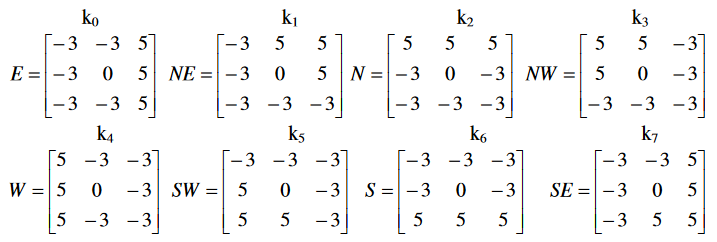 k₀ k₁ k₂ k₃
−3 −3 5 −3 5 5 5 5 5 5 5 −3
E = −3 0 5 NE = −3 0 5 N = −3 0 −3 NW = 5 0 −3
−3 −3 5 −3 −3 −3 −3 −3 −3 −3 −3 −3
k₄ k₅ k₆ k₇
5 −3 −3 −3 −3 −3 −3 −3 −3 −3 −3 5
W = 5 0 −3 SW = 5 0 −3 S = −3 0 −3 SE = −3 0 5
5 −3 −3 5 5 −3 5 5 5 −3 5 5